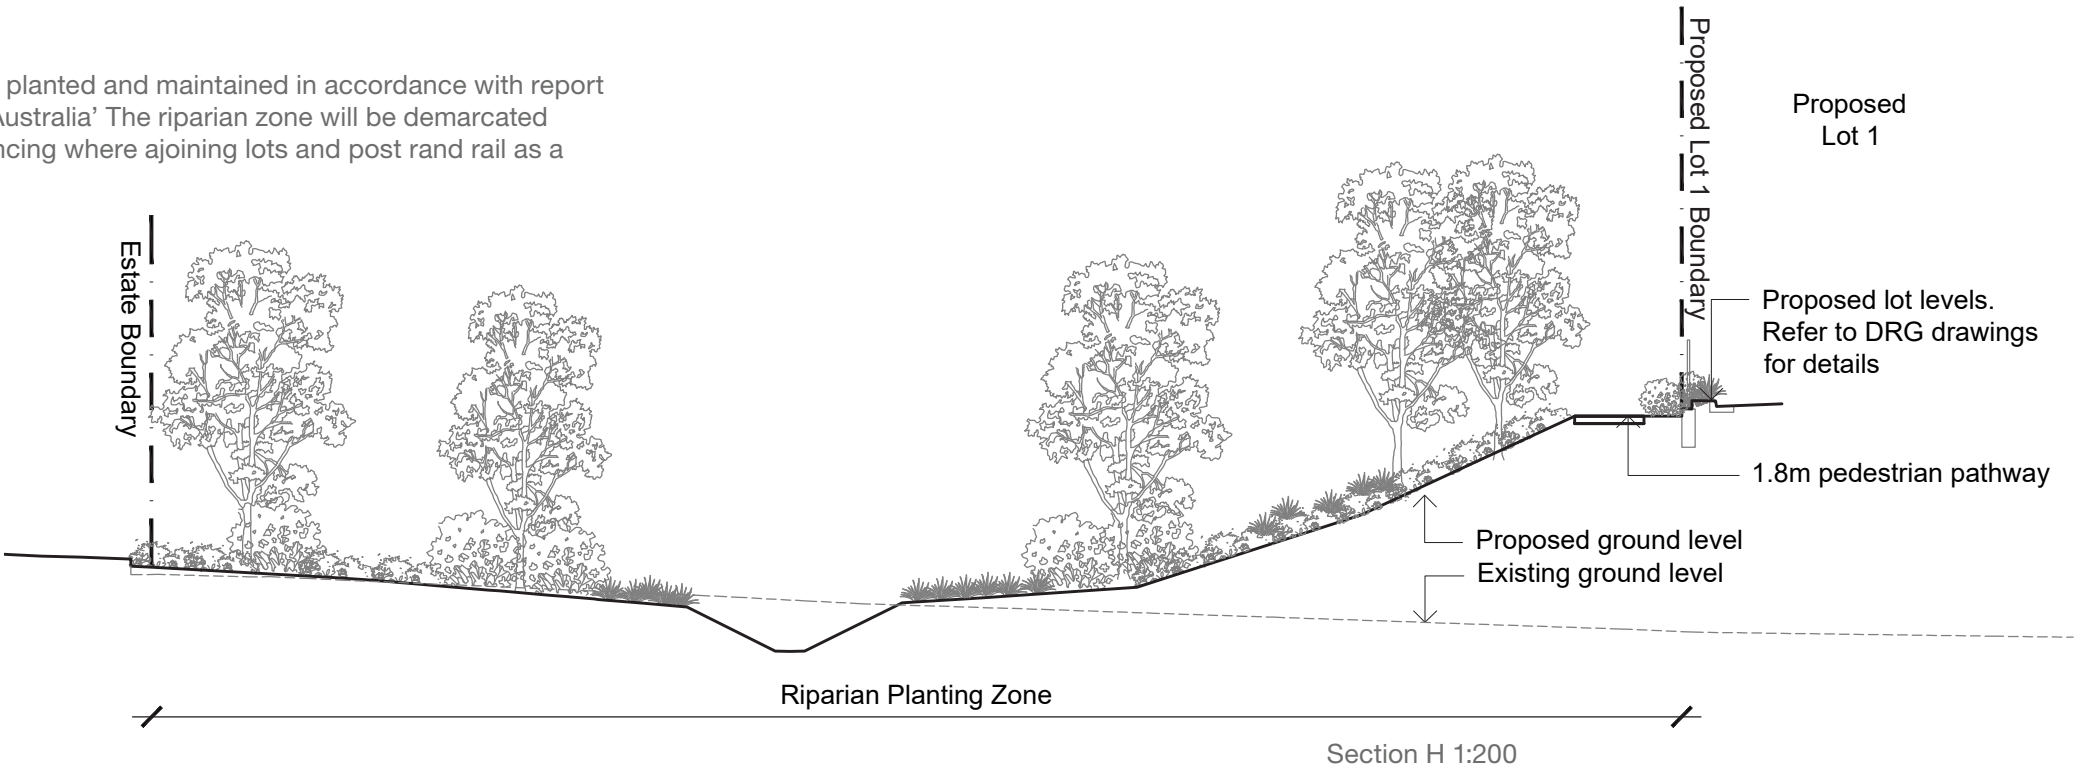 planted and maintained in accordance with report
Australia’ The riparian zone will be demarcated
ncing where ajoining lots and post rand rail as a
Proposed Lot 1 Boundary
Proposed
Lot 1
Estate Boundary
Proposed lot levels.
Refer to DRG drawings
for details
1.8m pedestrian pathway
Proposed ground level
Existing ground level
Riparian Planting Zone
Section H 1:200